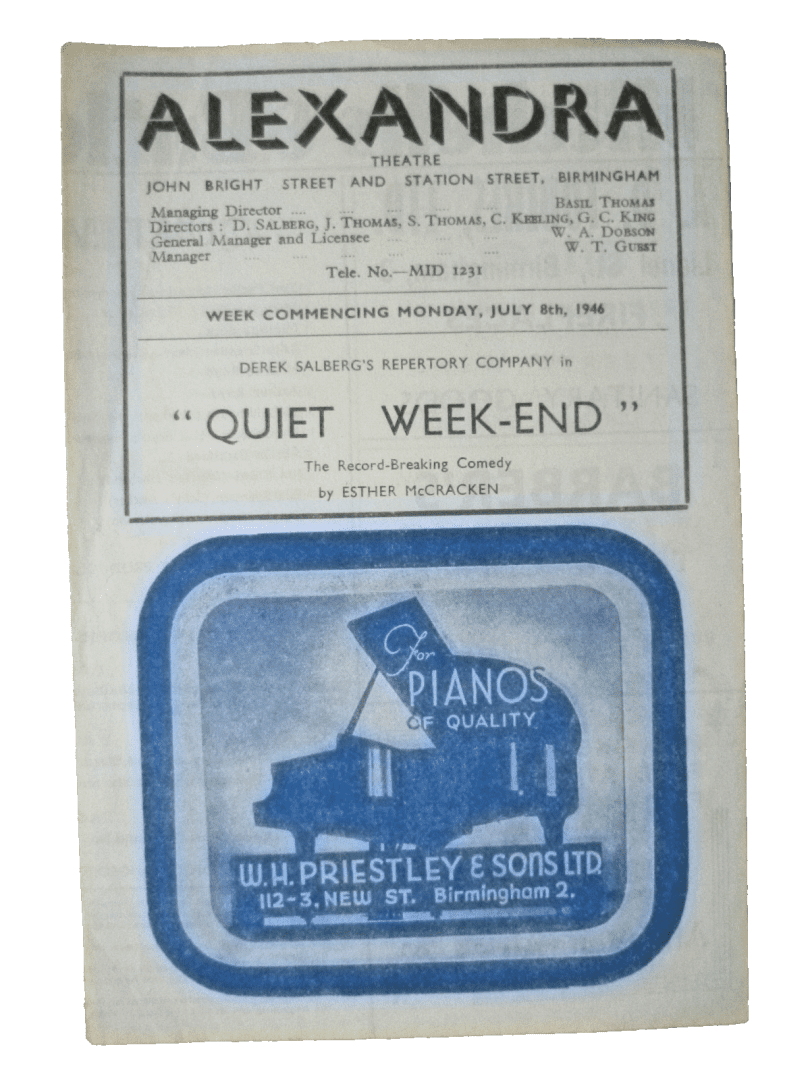 ALEXANDRA
THEATRE
JOHN BRIGHT STREET AND STATION STREET, BIRMINGHAM
Managing Director .... .... .... .... BASIL THOMAS
Directors : D. SALBERG, J. THOMAS, S. THOMAS, C. KEELING, G. C. KING
General Manager and Licensee .... .... .... W. A. DOBSON
Manager .... .... .... .... .... .... W. T. GUEST
Tele. No.—MID 1231
WEEK COMMENCING MONDAY, JULY 8th, 1946
DEREK SALBERG'S REPERTORY COMPANY in
“ QUIET WEEK-END ”
The Record-Breaking Comedy
by ESTHER McCRACKEN
For
PIANOS
OF QUALITY
W.H. PRIESTLEY & SONS LTD.
112-3, NEW ST. Birmingham 2.